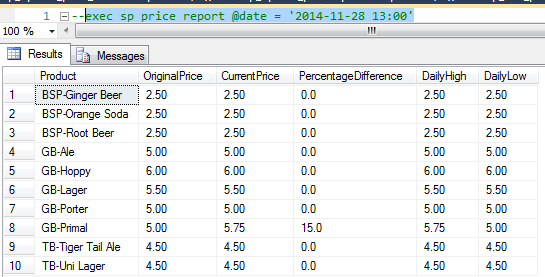 1 --exec sp price report @date = '2014-11-28 13:00'
100 %
Results Messages
Product OriginalPrice CurrentPrice PercentageDifference DailyHigh DailyLow
1 BSP-Ginger Beer 2.50 2.50 0.0 2.50 2.50
2 BSP-Orange Soda 2.50 2.50 0.0 2.50 2.50
3 BSP-Root Beer 2.50 2.50 0.0 2.50 2.50
4 GB-Ale 5.00 5.00 0.0 5.00 5.00
5 GB-Hoppy 6.00 6.00 0.0 6.00 6.00
6 GB-Lager 5.50 5.50 0.0 5.50 5.50
7 GB-Porter 5.00 5.00 0.0 5.00 5.00
8 GB-Primal 5.00 5.75 15.0 5.75 5.00
9 TB-Tiger Tail Ale 4.50 4.50 0.0 4.50 4.50
10 TB-Uni Lager 4.50 4.50 0.0 4.50 4.50